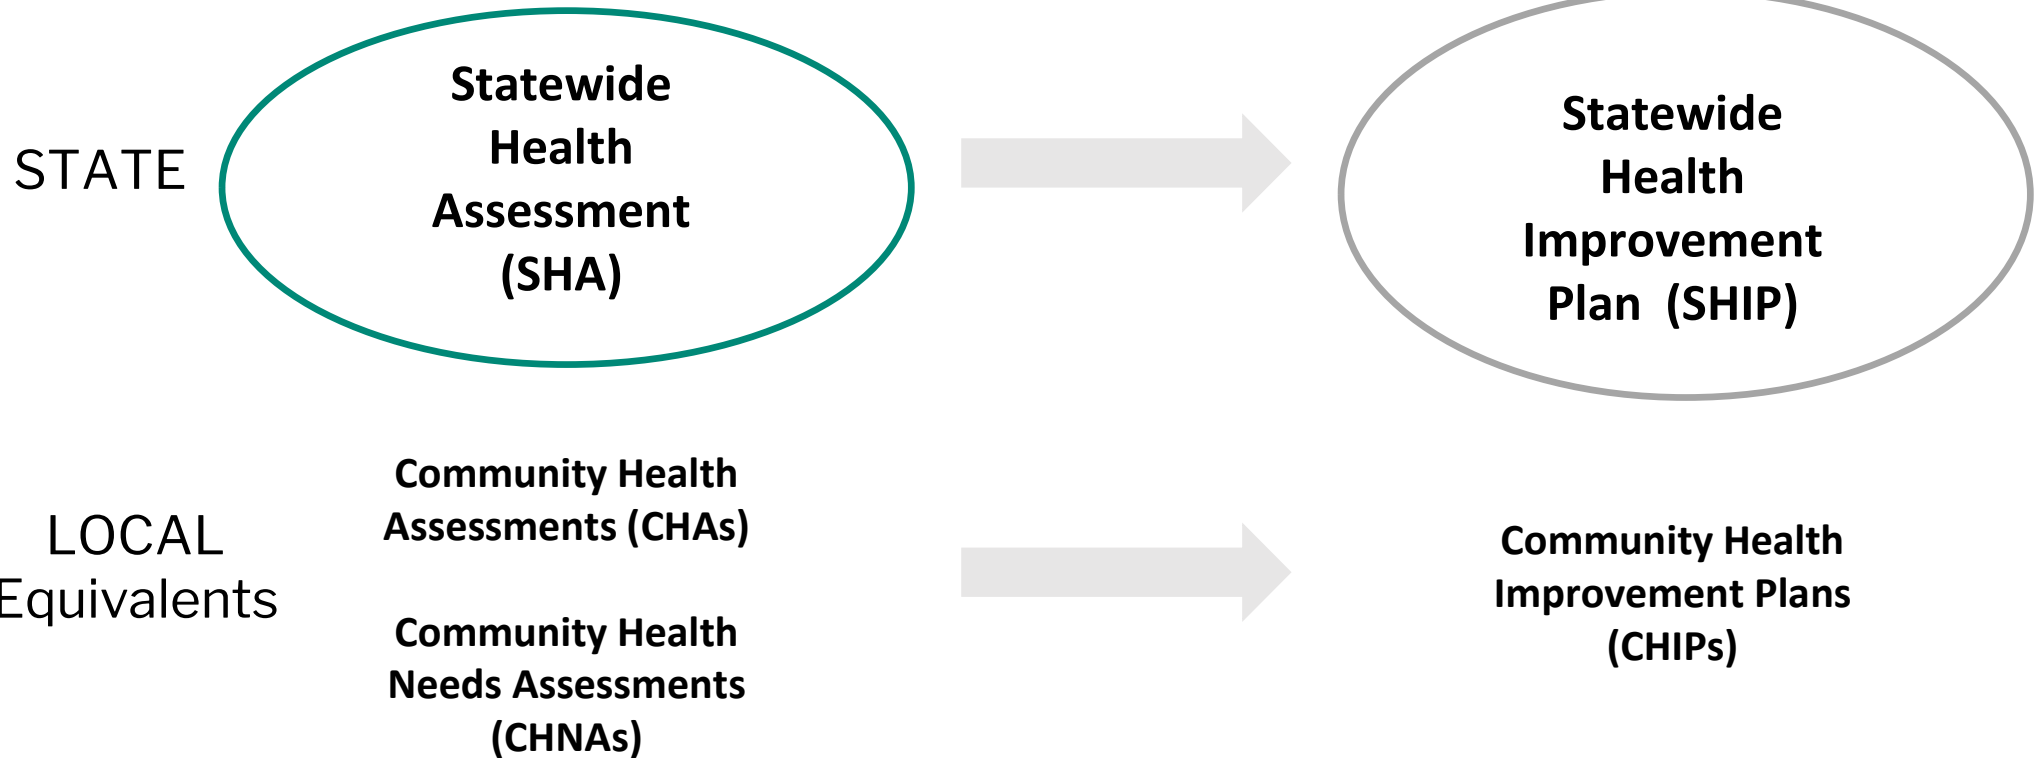 STATE
Statewide
Health
Assessment
(SHA)
Statewide
Health
Improvement
Plan (SHIP)
LOCAL
Equivalents
Community Health
Assessments (CHAs)
Community Health
Needs Assessments
(CHNAs)
Community Health
Improvement Plans
(CHIPs)